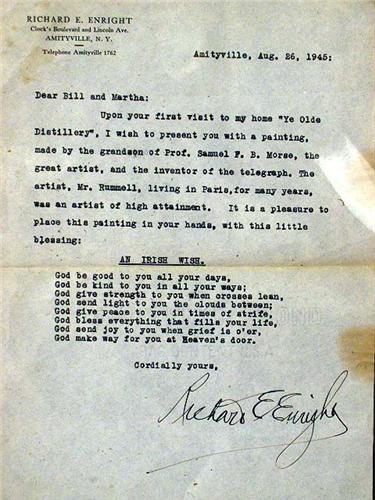 RICHARD E. ENRIGHT
Clock's Boulevard and Lincoln Ave.
AMITYVILLE, N. Y.
Telephone Amityville 1762
Amityville, Aug. 26, 1945:
Dear Bill and Martha:
Upon your first visit to my home "Ye Olde
Distillery", I wish to present you with a painting,
made by the grandson of Prof. Samuel F. B. Morse, the
great artist, and the inventor of the telegraph. The
artist, Mr. Rummell, living in Paris, for many years,
was an artist of high attainment. It is a pleasure to
place this painting in your hands, with this little
blessing:
AN IRISH WISH.
God be good to you all your days,
God be kind to you in all your ways;
God give strength to you when crosses lean,
God send light to you the clouds between;
God give peace to you in times of strife,
God bless everything that fills your life,
God send joy to you when grief is o'er,
God make way for you at Heaven's door.
Cordially yours,
Richard E Enright